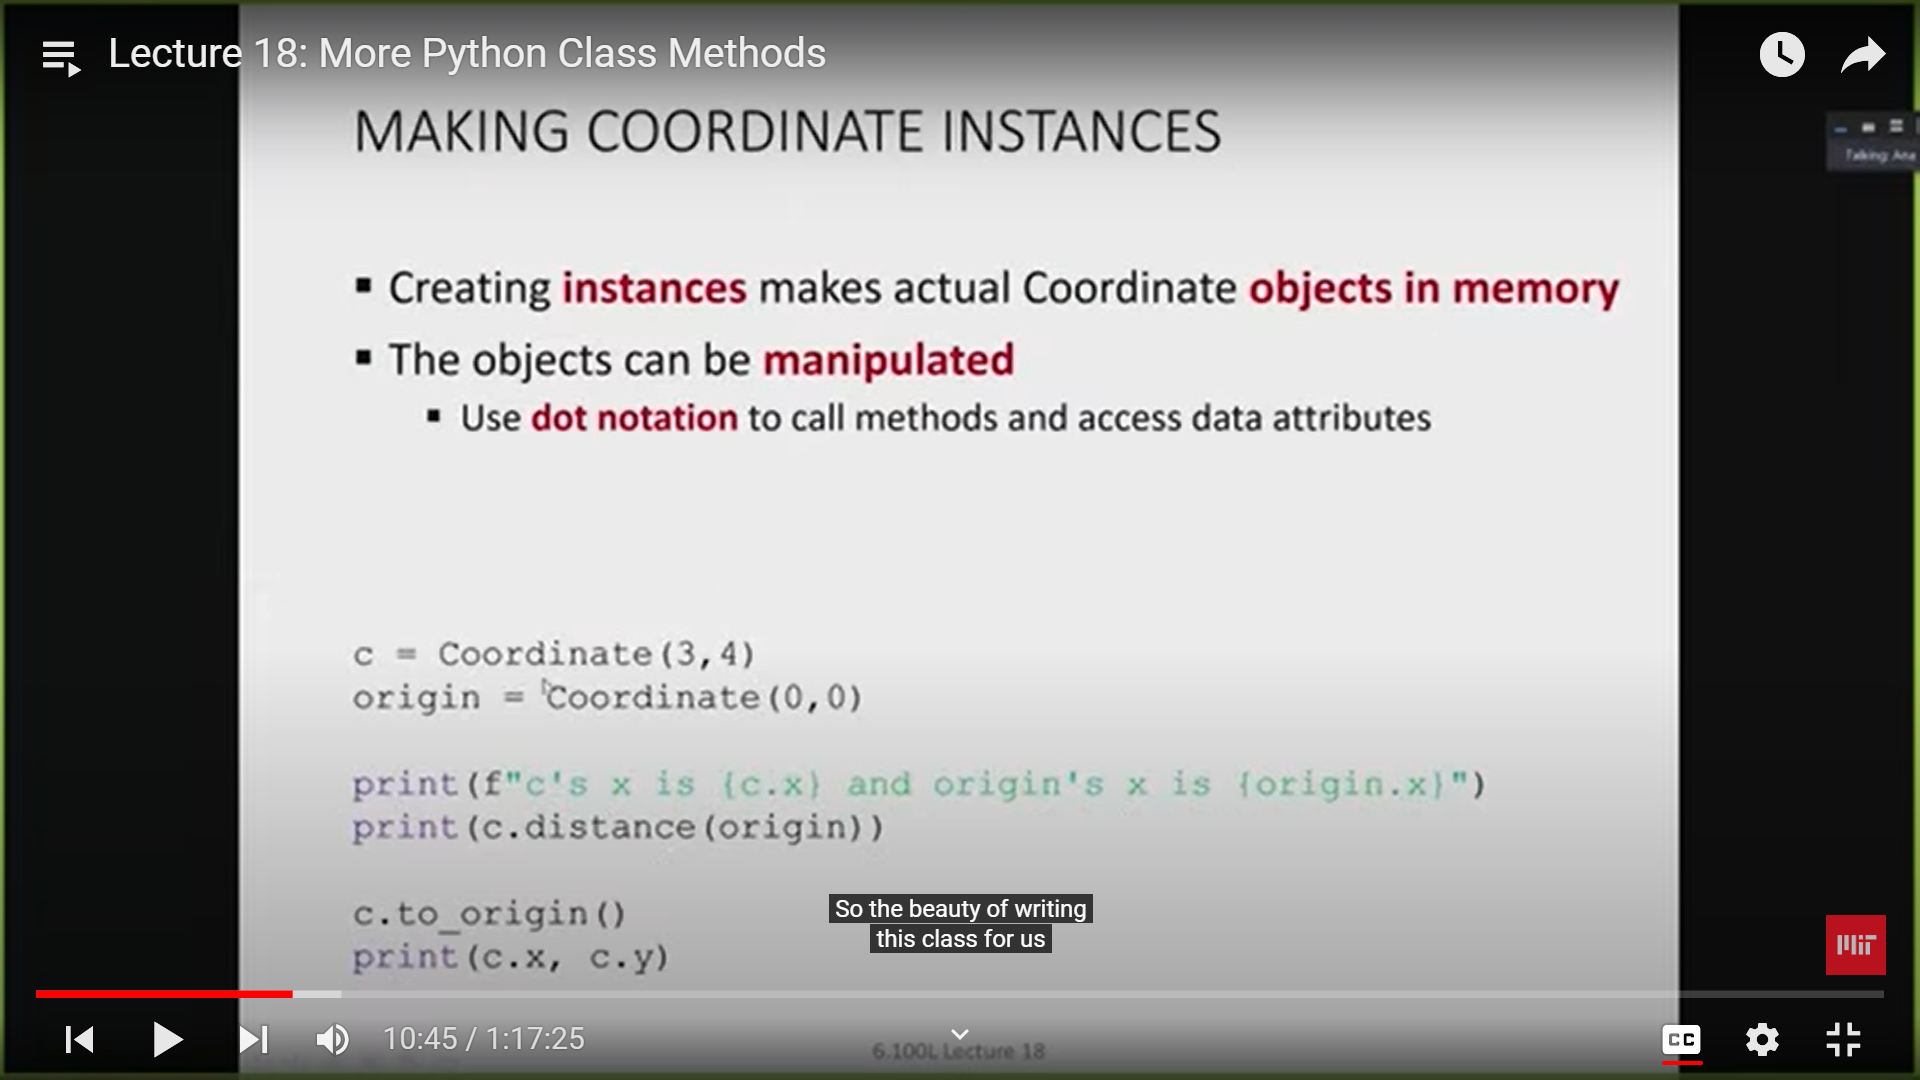 Lecture 18: More Python Class Methods
MAKING COORDINATE INSTANCES
Talking: Ana
▪ Creating instances makes actual Coordinate objects in memory
▪ The objects can be manipulated
▪ Use dot notation to call methods and access data attributes
c = Coordinate(3,4)
origin = Coordinate(0,0)
print(f"c's x is {c.x} and origin's x is {origin.x}")
print(c.distance(origin))
c.to_origin()
print(c.x, c.y)
So the beauty of writing
this class for us
MIT
10:45 / 1:17:25
6.100L Lecture 18
CC